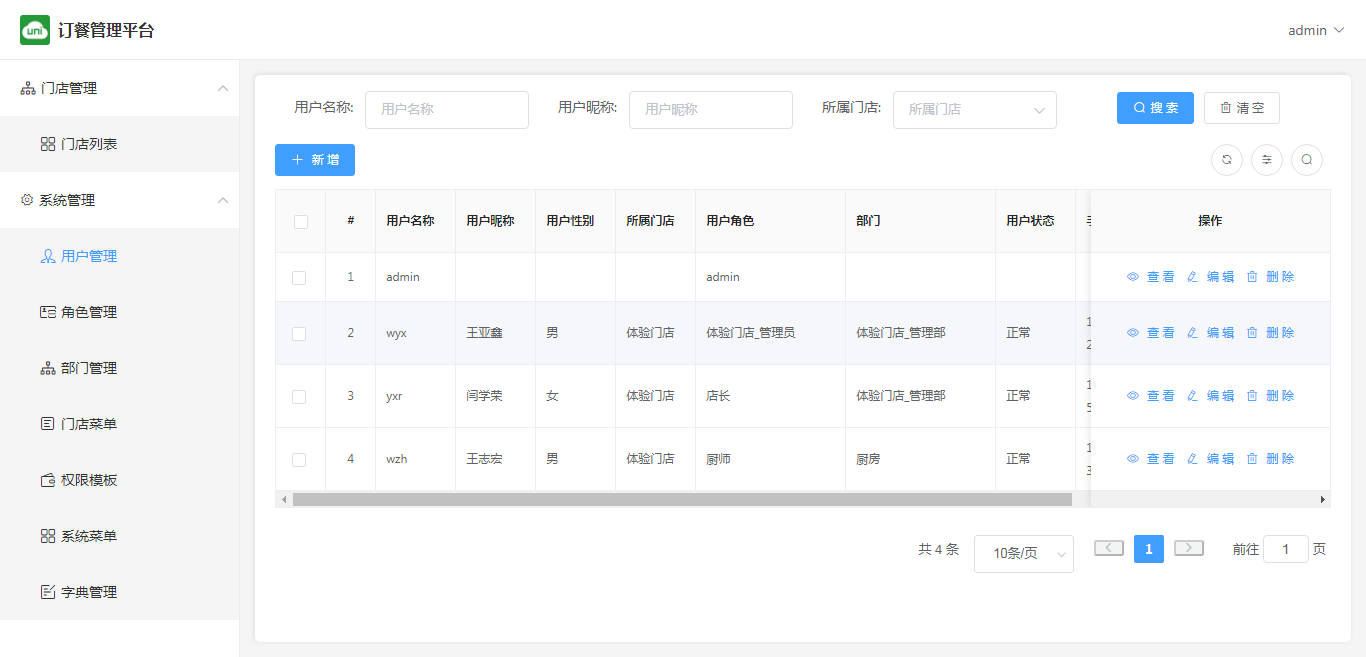 uni 订餐管理平台 admin
门店管理
门店列表
系统管理
用户管理
角色管理
部门管理
门店菜单
权限模板
系统菜单
字典管理
用户名称: 用户名称 用户昵称: 用户昵称 所属门店: 所属门店 搜索 清空
新增
# 用户名称 用户昵称 用户性别 所属门店 用户角色 部门 用户状态 操作
1 admin admin 查看 编辑 删除
2 wyx 王亚鑫 男 体验门店 体验门店_管理员 体验门店_管理部 正常 查看 编辑 删除
3 yxr 闫学荣 女 体验门店 店长 体验门店_管理部 正常 查看 编辑 删除
4 wzh 王志宏 男 体验门店 厨师 厨房 正常 查看 编辑 删除
共 4 条 10条/页 1 前往 1 页